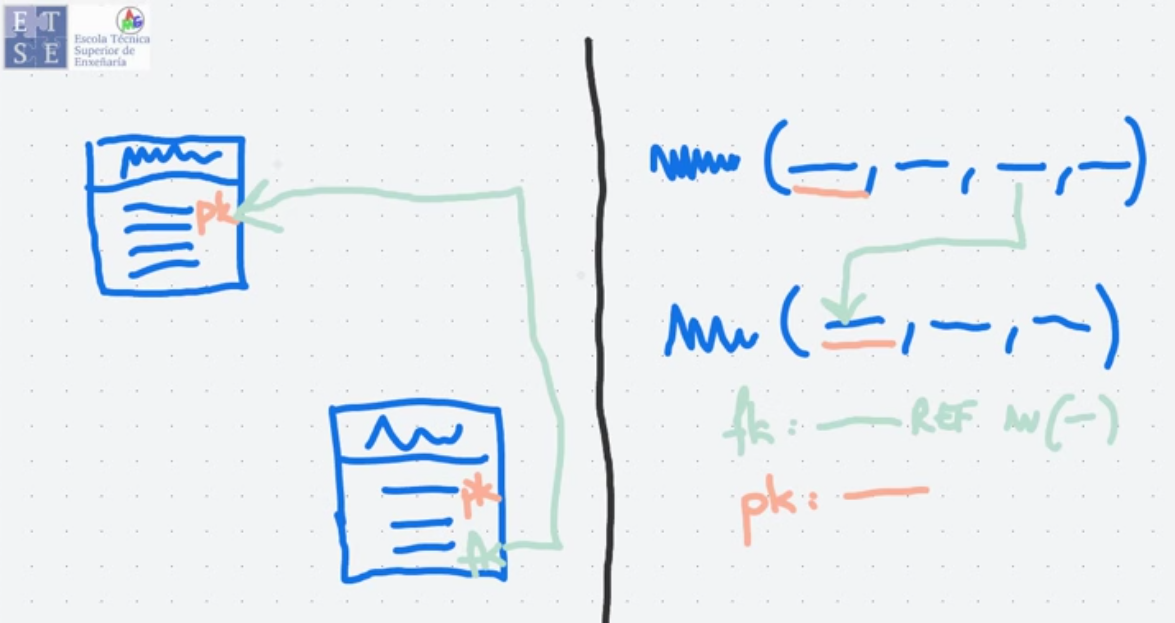 E T
S E
Escola Técnica
Superior de
Enxeñaría
pk
pk
fk
fk: REF (-)
pk: